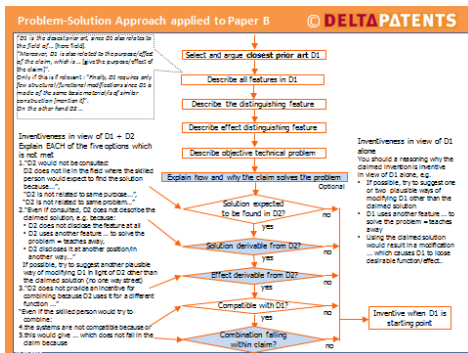 Problem-Solution Approach applied to Paper B
© DELTAPATENTS
"D1 is the closest prior art, since D1 also relates to
the field of ... [here field].
"Moreover, D1 is also related to the purpose/effect
of the claim, which is ... [give the purpose/effect of
the claim]".
Only if this is relevant: "Finally, D1 requires only
few structural/functional modifications since D1 is
made of the same basic material/is of similar
construction [mention it]".
On the other hand D2 ...
Select and argue closest prior art D1
Describe all features in D1
Describe the distinguishing feature
Describe effect distinguishing feature
Describe objective technical problem
Explain how and why the claim solves the problem
Optional
Solution expected
to be found in D2?
no
yes
Solution derivable from D2?
no
yes
Effect derivable from D2?
no
yes
Compatible with D1?
no
yes
Combination falling
within claim?
no
Inventiveness in view of D1 + D2
Explain EACH of the five options
which is not met
1."D2 would not be consulted:
D2 does not lie in the field where the skilled
person would expect to find the solution
because...",
"D2 is not related to same purpose...",
"D2 is not related to same problem..."
2."Even if consulted, D2 does not describe the
claimed solution, e.g. because:
• D2 does not disclose the feature at all
• D2 uses another feature ... to solve the
problem = teaches away,
• D2 discloses it at another position/in
another way..."
If possible, try to suggest another plausible
way of modifying D1 in light of D2 other than
the claimed solution (no one way street)
3."D2 does not provide an incentive for
combining because D2 uses it for a different
function ..."
"Even if the skilled person would try to
combine:
4.the systems are not compatible because or
5.this would give ... which does not fall in the
claim because
Inventiveness in view of D1
alone
You should a reasoning why the
claimed invention is inventive
in view of D1 alone, e.g.
• If possible, try to suggest one
or two plausible ways of
modifying D1 other than the
claimed solution
• D1 uses another feature ... to
solve the problem = teaches
away
• Using the claimed solution
would result in a modification
... which causes D1 to loose
desirable function/effect..
Inventive when D1 is
starting point